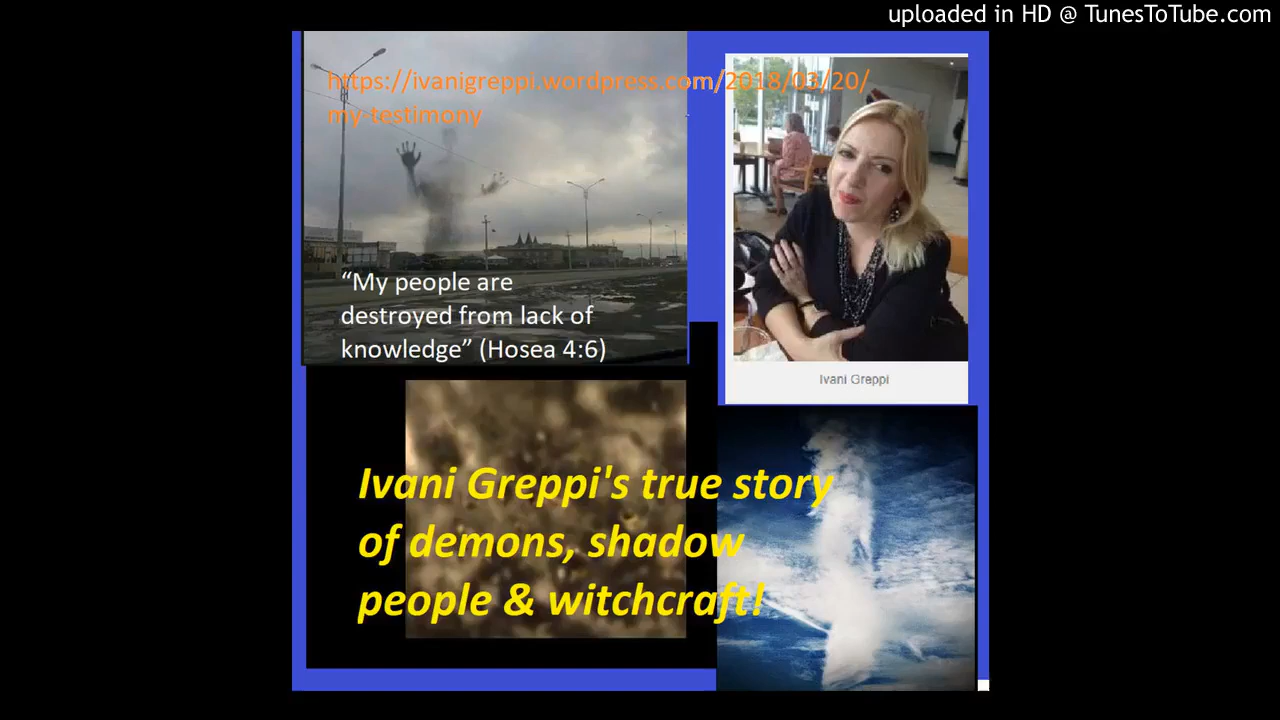 uploaded in HD @ TunesToTube.com
https://ivanigreppi.wordpress.com/2018/03/20/
my-testimony
“My people are
destroyed from lack of
knowledge” (Hosea 4:6)
Ivani Greppi
Ivani Greppi's true story
of demons, shadow
people & witchcraft!